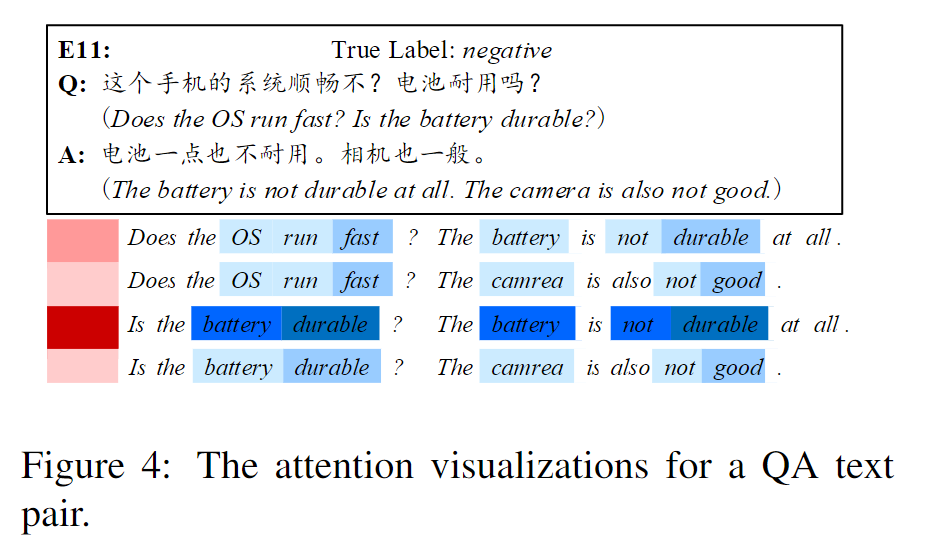 E11: True Label: negative
Q: 这个手机的系统顺畅不？电池耐用吗？
（Does the OS run fast? Is the battery durable?）
A: 电池一点也不耐用。相机也一般。
（The battery is not durable at all. The camera is also not good.）
Does the OS run fast ? The battery is not durable at all .
Does the OS run fast ? The camrea is also not good .
Is the battery durable ? The battery is not durable at all .
Is the battery durable ? The camrea is also not good .
Figure 4: The attention visualizations for a QA text
pair.